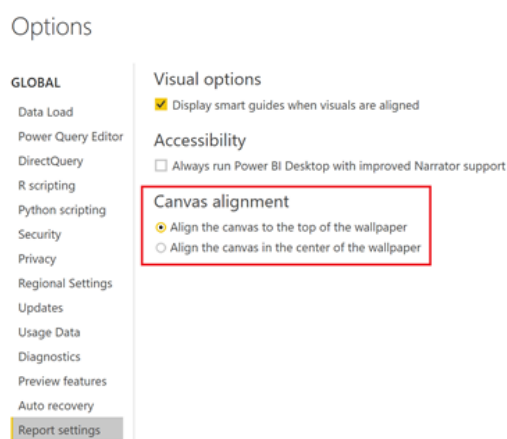 Options
GLOBAL
Data Load
Power Query Editor
DirectQuery
R scripting
Python scripting
Security
Privacy
Regional Settings
Updates
Usage Data
Diagnostics
Preview features
Auto recovery
Report settings
Visual options
Display smart guides when visuals are aligned
Accessibility
Always run Power BI Desktop with improved Narrator support
Canvas alignment
Align the canvas to the top of the wallpaper
Align the canvas in the center of the wallpaper